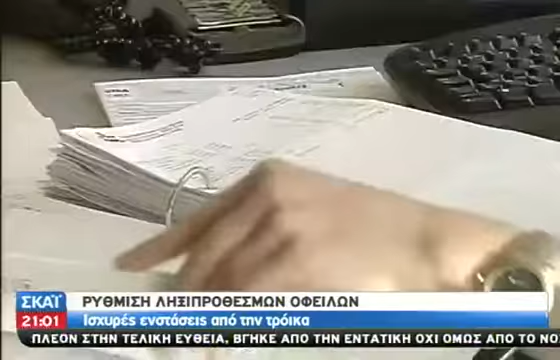 ΣΚΑΪ
ΡΥΘΜΙΣΗ ΛΗΞΙΠΡΟΘΕΣΜΩΝ ΟΦΕΙΛΩΝ
21:01
Ισχυρές ενστάσεις από την τρόικα
ΠΛΕΟΝ ΣΤΗΝ ΤΕΛΙΚΗ ΕΥΘΕΙΑ, ΒΓΗΚΕ ΑΠΟ ΤΗΝ ΕΝΤΑΤΙΚΗ ΟΧΙ ΟΜΩΣ ΑΠΟ ΤΟ ΝΟ